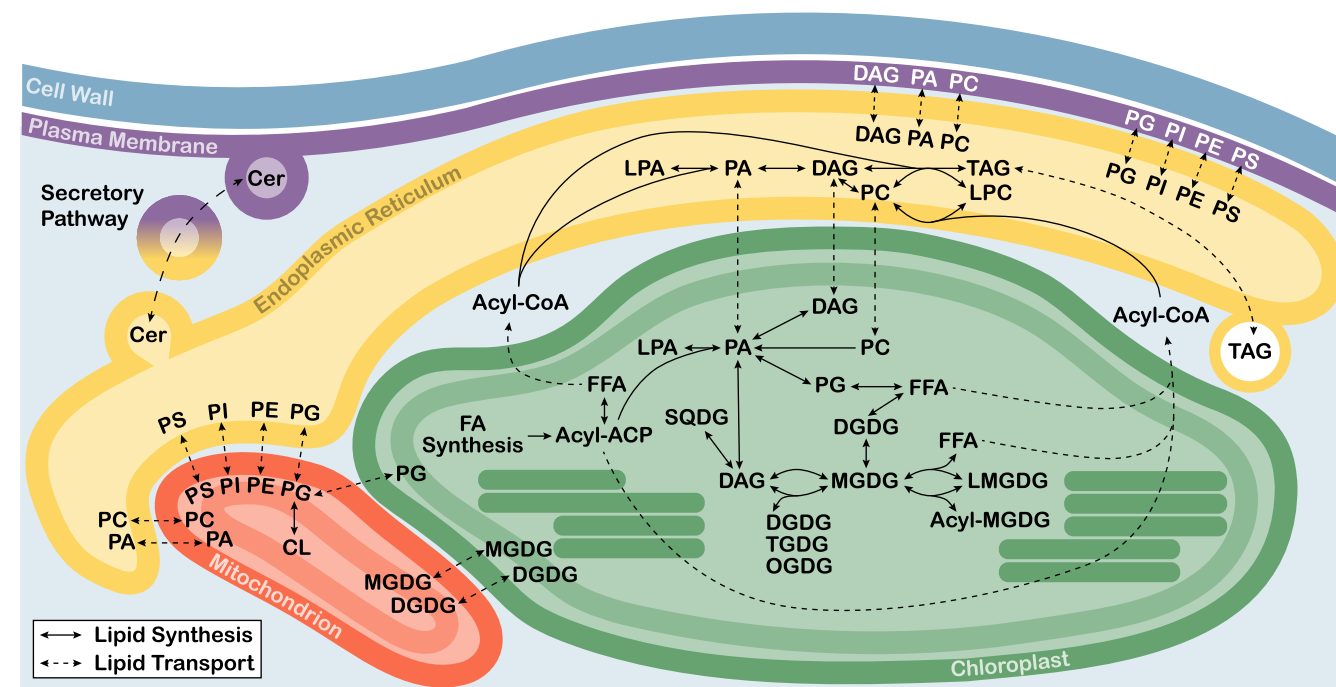 Cell Wall
Plasma Membrane
DAG PA PC
DAG PA PC
PG PI PE PS
PG PI PE PS
Secretory
Pathway
Cer
Cer
Endoplasmic Reticulum
LPA PA DAG TAG
PC LPC
Acyl-CoA
Acyl-CoA
TAG
DAG
LPA PA PC
PG FFA
FFA
FA
Synthesis
Acyl-ACP
SQDG
DGDG
FFA
DAG MGDG LMGDG
Acyl-MGDG
DGDG
TGDG
OGDG
PS PI PE PG
PS PI PE PG
PG
PC PC
PA PA
CL
MGDG
DGDG
MGDG
DGDG
Mitochondrion
Chloroplast
Lipid Synthesis
Lipid Transport